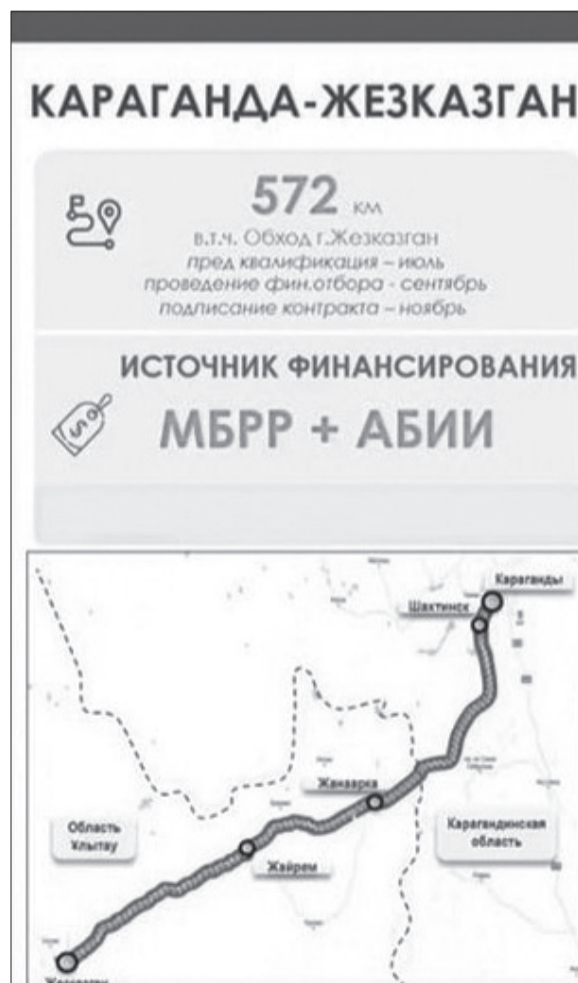 КАРАГАНДА-ЖЕЗКАЗГАН
572 км
в.т.ч. Обход г.Жезказган
пред квалификация – июль
проведение фин.отбора - сентябрь
подписание контракта – ноябрь
ИСТОЧНИК ФИНАНСИРОВАНИЯ
МБРР + АБИИ
Караганды
Шахтинск
Жанаарка
Область
Ұлытау
Карагандинская
область
Жайрем